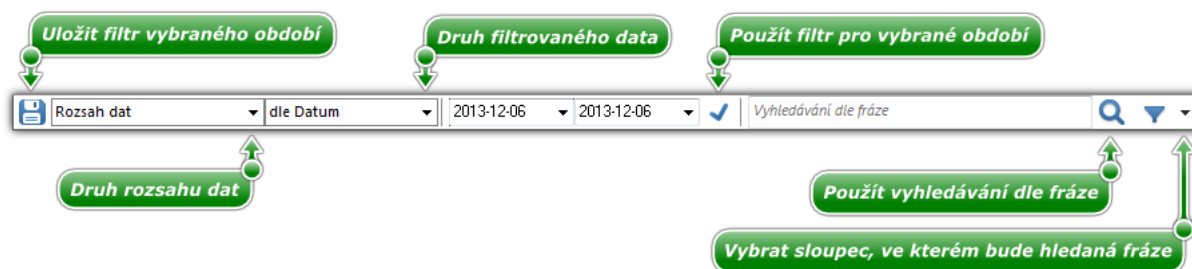 Uložit filtr vybraného období
Druh filtrovaného data
Použít filtr pro vybrané období
Rozsah dat
dle Datum
2013-12-06
2013-12-06
Vyhledávání dle fráze
Druh rozsahu dat
Použít vyhledávání dle fráze
Vybrat sloupec, ve kterém bude hledaná fráze